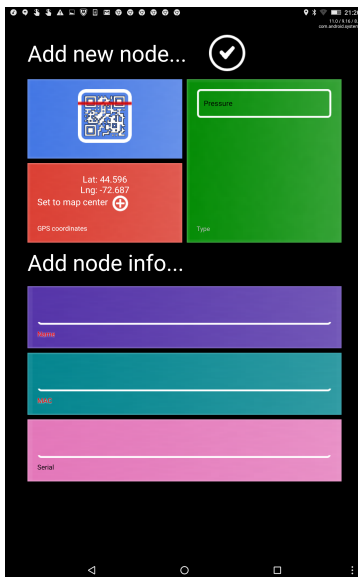 Add new node...
Pressure
Lat: 44.596
Lng: -72.687
Set to map center
GPS coordinates
Type
Add node info...
Name
Serial